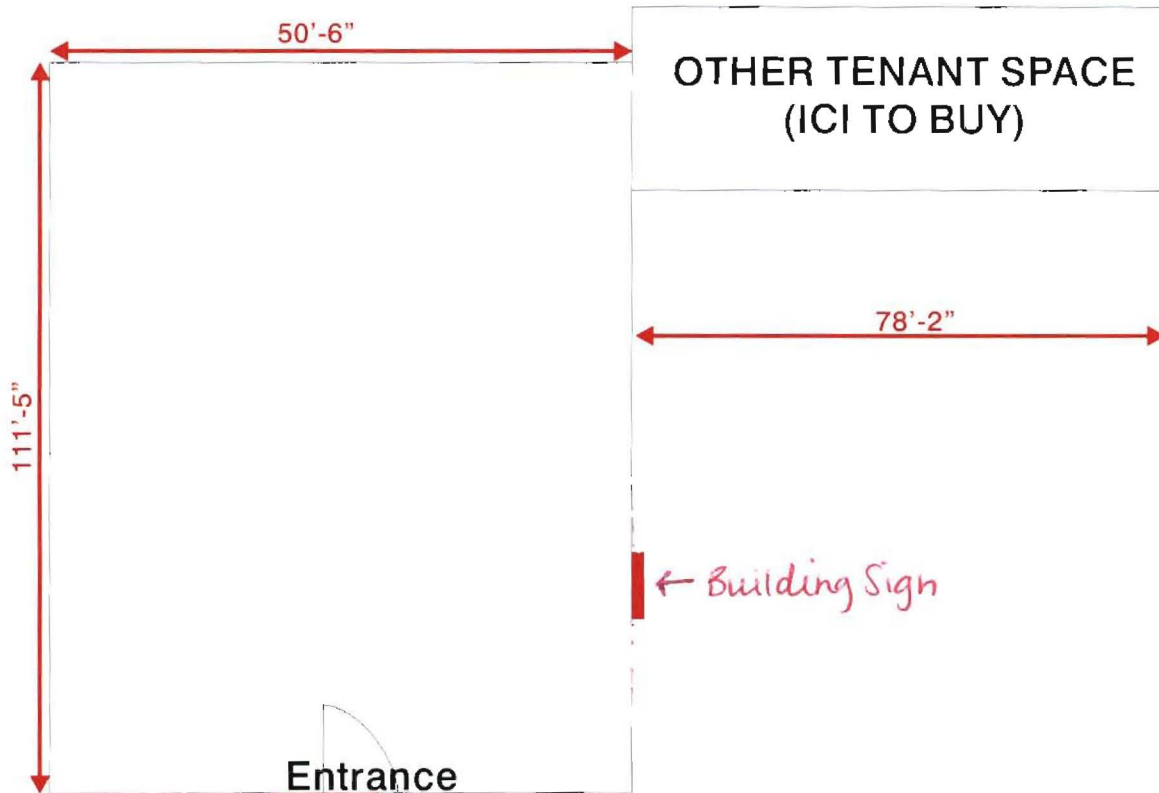 50'-6”
OTHER TENANT SPACE
(ICI TO BUY)
78'-2”
111'-5”
← Building Sign
Entrance